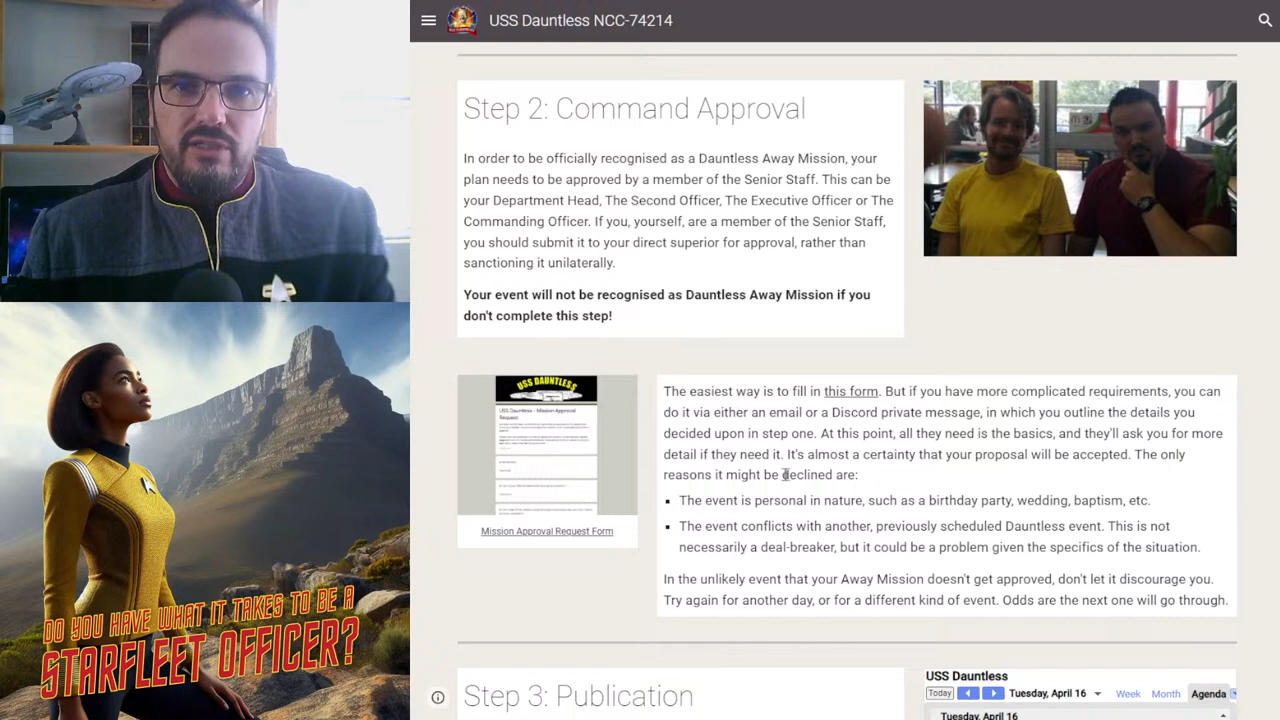 USS Dauntless NCC-74214
Step 2: Command Approval
In order to be officially recognised as a Dauntless Away Mission, your
plan needs to be approved by a member of the Senior Staff. This can be
your Department Head, The Second Officer, The Executive Officer or The
Commanding Officer. If you, yourself, are a member of the Senior Staff,
you should submit it to your direct superior for approval, rather than
sanctioning it unilaterally.
Your event will not be recognised as Dauntless Away Mission if you
don't complete this step!
USS DAUNTLESS
USS Dauntless - Mission Approval
Request
Mission Approval Request Form
The easiest way is to fill in this form. But if you have more complicated requirements, you can
do it via either an email or a Discord private message, in which you outline the details you
decided upon in step one. At this point, all they need is the basics, and they'll ask you for more
detail if they need it. It's almost a certainty that your proposal will be accepted. The only
reasons it might be declined are:
The event is personal in nature, such as a birthday party, wedding, baptism, etc.
The event conflicts with another, previously scheduled Dauntless event. This is not
necessarily a deal-breaker, but it could be a problem given the specifics of the situation.
In the unlikely event that your Away Mission doesn't get approved, don't let it discourage you.
Try again for another day, or for a different kind of event. Odds are the next one will go through.
DO YOU HAVE WHAT IT TAKES TO BE A
STARFLEET OFFICER?
Step 3: Publication
USS Dauntless
Today Tuesday, April 16 Week Month Agenda
Tuesday, April 16